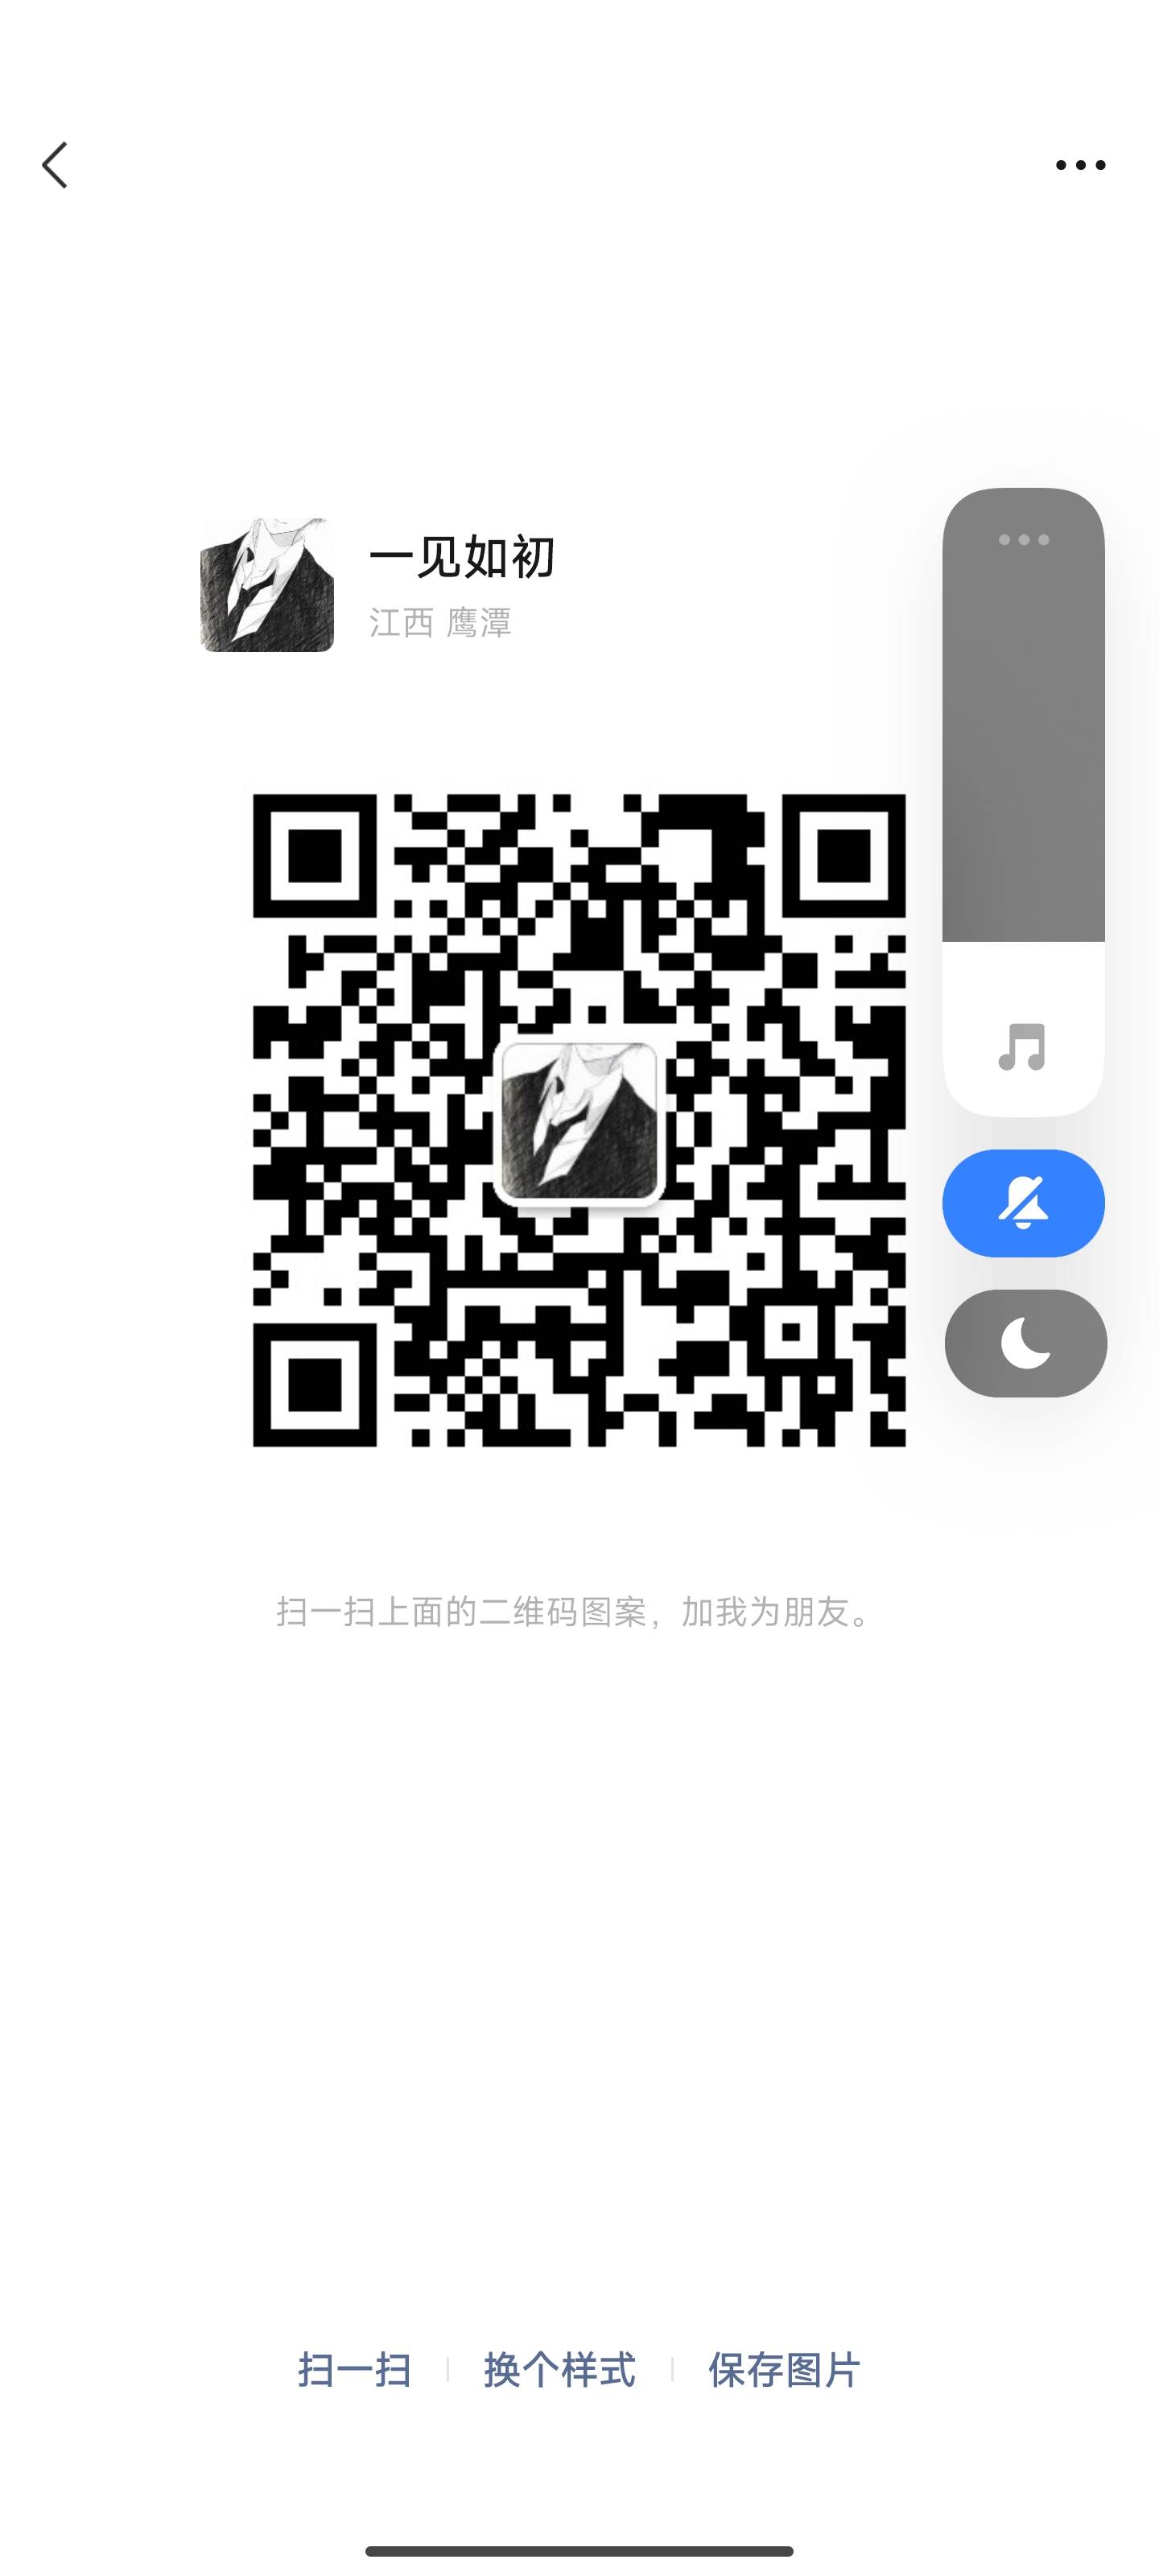 一见如初
江西 鹰潭
扫一扫上面的二维码图案，加我为朋友。
扫一扫
换个样式
保存图片